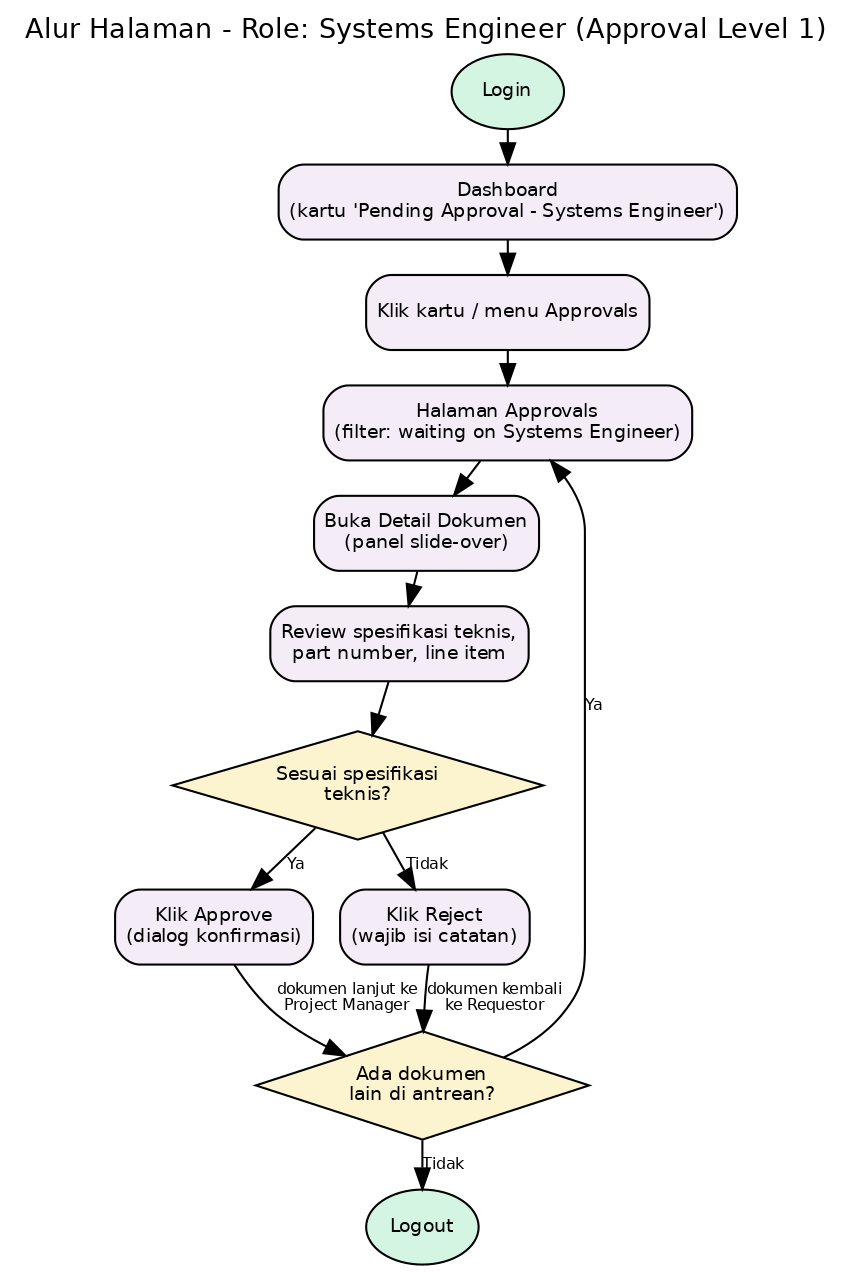 Alur Halaman - Role: Systems Engineer (Approval Level 1)
Login
Dashboard
(kartu 'Pending Approval - Systems Engineer')
Klik kartu / menu Approvals
Halaman Approvals
(filter: waiting on Systems Engineer)
Buka Detail Dokumen
(panel slide-over)
Review spesifikasi teknis,
part number, line item
Ya
Sesuai spesifikasi
teknis?
Ya
Tidak
Klik Approve
(dialog konfirmasi)
Klik Reject
(wajib isi catatan)
dokumen lanjut ke
Project Manager
dokumen kembali
ke Requestor
Ada dokumen
lain di antrean?
Tidak
Logout